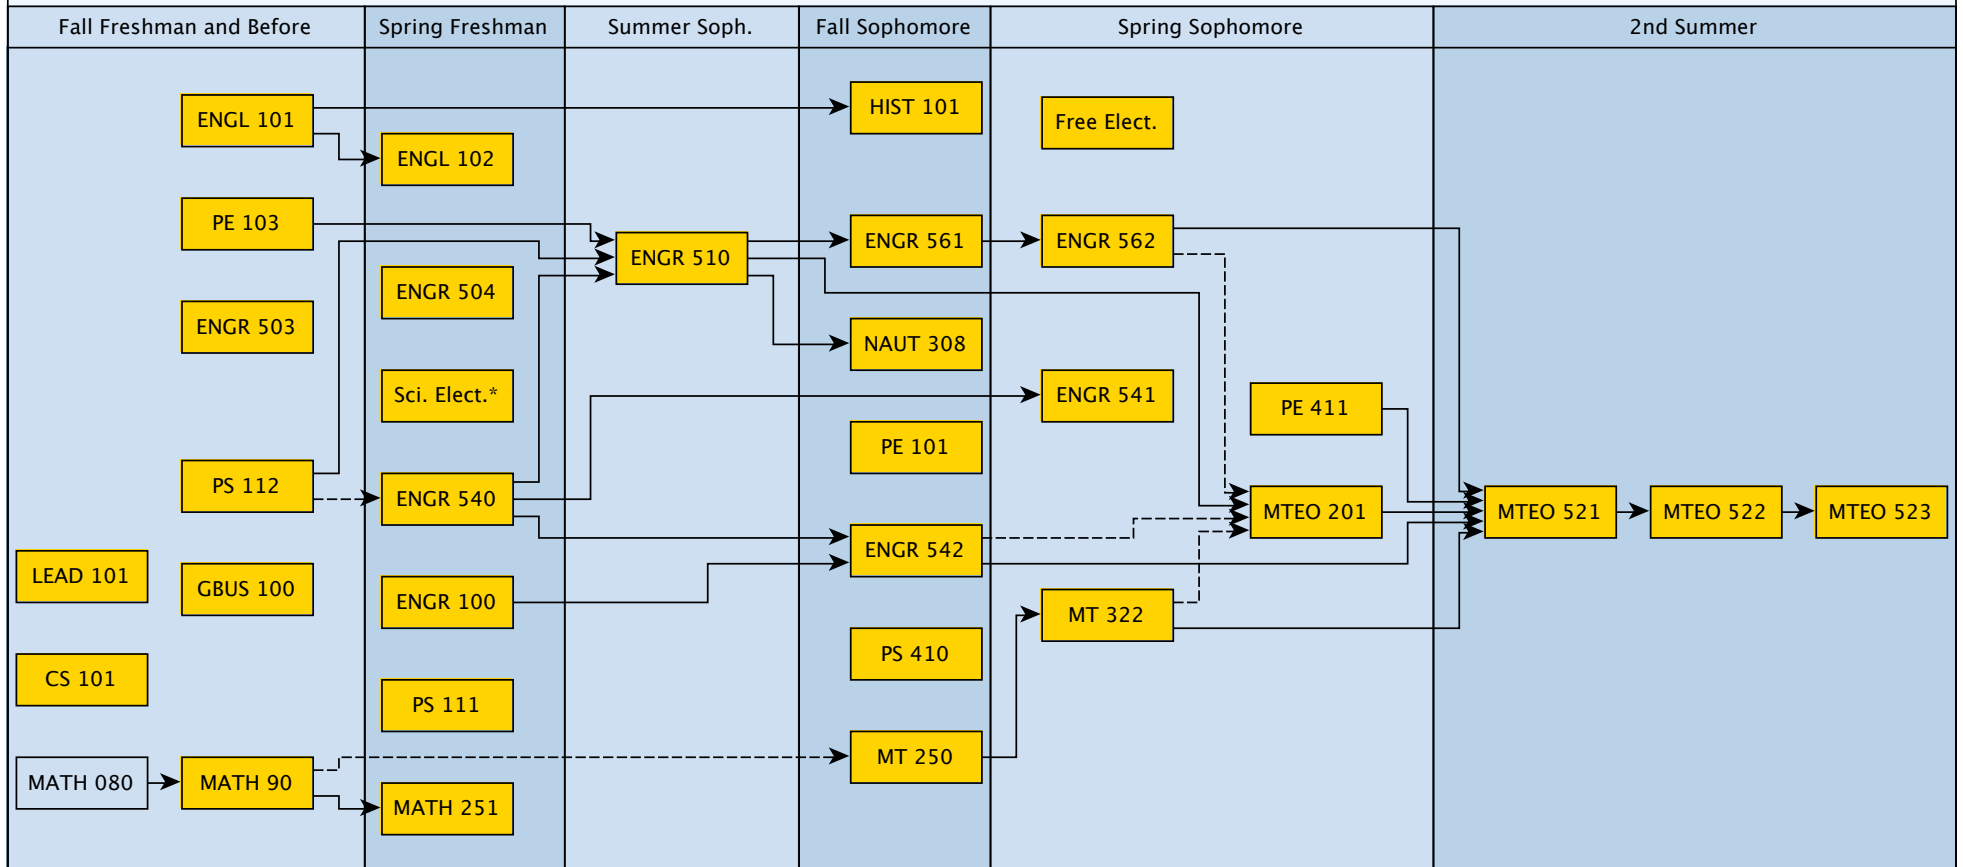 Fall Freshman and Before
Spring Freshman
Summer Soph.
Fall Sophomore
Spring Sophomore
2nd Summer
ENGL 101
PE 103
ENGR 503
PS 112
LEAD 101
GBUS 100
CS 101
MATH 080
MATH 90
ENGL 102
ENGR 504
Sci. Elect.*
ENGR 540
ENGR 100
PS 111
MATH 251
ENGR 510
HIST 101
ENGR 561
NAUT 308
PE 101
ENGR 542
PS 410
MT 250
Free Elect.
ENGR 562
ENGR 541
PE 411
MTEO 201
MT 322
MTEO 521
MTEO 522
MTEO 523